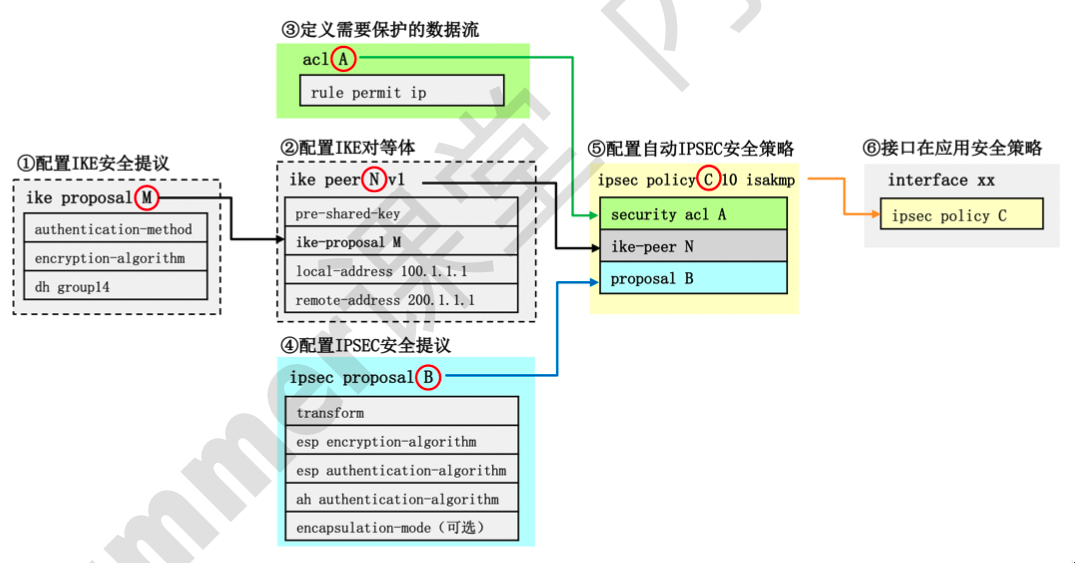 ③定义需要保护的数据流
acl A
rule permit ip
①配置IKE安全提议
ike proposal M
authentication-method
encryption-algorithm
dh group14
②配置IKE对等体
ike peer N v1
pre-shared-key
ike-proposal M
local-address 100.1.1.1
remote-address 200.1.1.1
④配置IPSEC安全提议
ipsec proposal B
transform
esp encryption-algorithm
esp authentication-algorithm
ah authentication-algorithm
encapsulation-mode（可选）
⑤配置自动IPSEC安全策略
ipsec policy C 10 isakmp
security acl A
ike-peer N
proposal B
⑥接口在应用安全策略
interface xx
ipsec policy C
mmer课堂